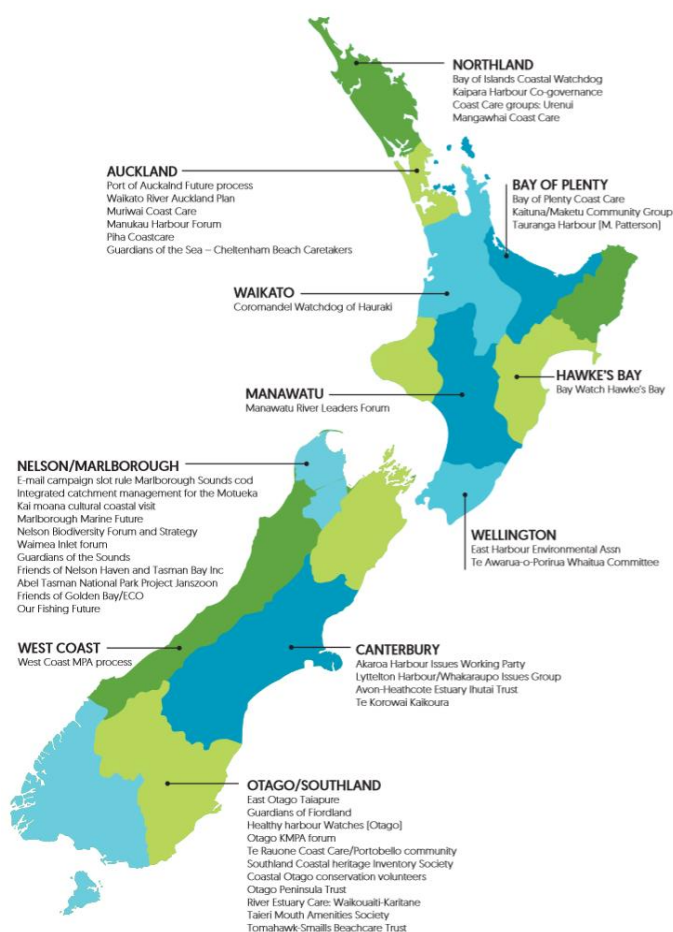 NORTHLAND
Bay of Islands Coastal Watchdog
Kaipara Harbour Co-governance
Coast Care groups: Urenui
Mangawhai Coast Care
AUCKLAND
Port of Auckalnd Future process
Waikato River Auckland Plan
Muriwai Coast Care
Manukau Harbour Forum
Piha Coastcare
Guardians of the Sea – Cheltenham Beach Caretakers
BAY OF PLENTY
Bay of Plenty Coast Care
Kaituna/Maketu Community Group
Tauranga Harbour [M. Patterson]
WAIKATO
Coromandel Watchdog of Hauraki
HAWKE'S BAY
Bay Watch Hawke's Bay
MANAWATU
Manawatu River Leaders Forum
NELSON/MARLBOROUGH
E-mail campaign slot rule Marlborough Sounds cod
Integrated catchment management for the Motueka
Kai moana cultural coastal visit
Marlborough Marine Future
Nelson Biodiversity Forum and Strategy
Waimea Inlet forum
Guardians of the Sounds
Friends of Nelson Haven and Tasman Bay Inc
Abel Tasman National Park Project Janszoon
Friends of Golden Bay/ECO
Our Fishing Future
WELLINGTON
East Harbour Environmental Assn
Te Awarua-o-Porirua Whaitua Committee
WEST COAST
West Coast MPA process
CANTERBURY
Akaroa Harbour Issues Working Party
Lyttelton Harbour/Whakaraupo Issues Group
Avon-Heathcote Estuary Ihutai Trust
Te Korowai Kaikoura
OTAGO/SOUTHLAND
East Otago Taiapure
Guardians of Fiordland
Healthy harbour Watches [Otago]
Otago KMPA forum
Te Rauone Coast Care/Portobello community
Southland Coastal heritage Inventory Society
Coastal Otago conservation volunteers
Otago Peninsula Trust
River Estuary Care: Waikouaiti-Karitane
Taieri Mouth Amenities Society
Tomahawk-Smaills Beachcare Trust